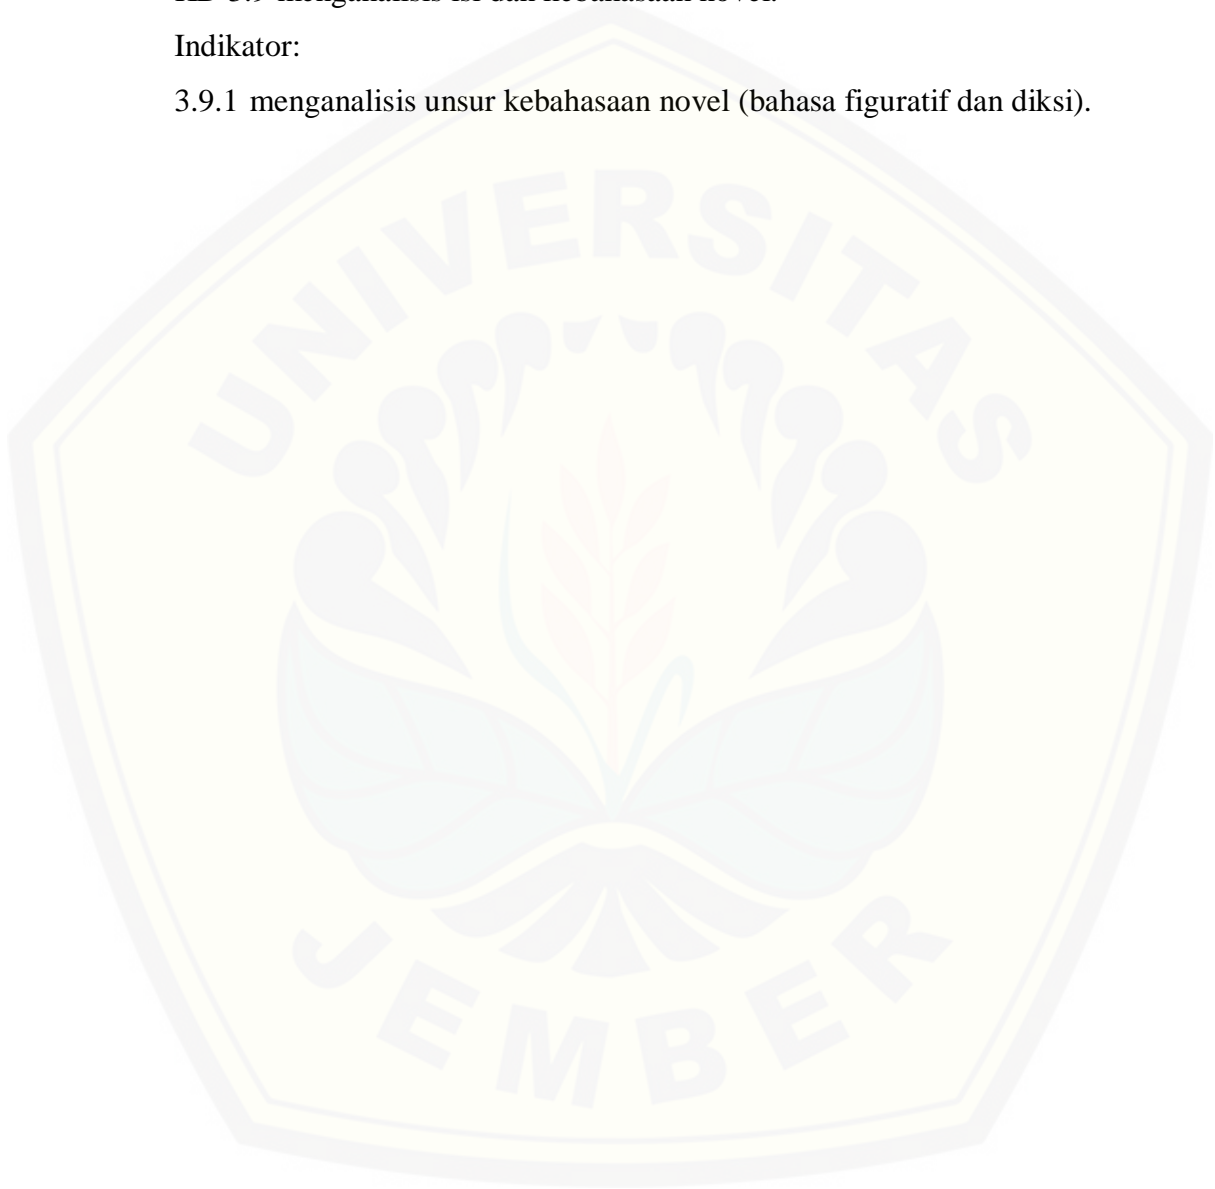 KD 3.9 menganalisis isi dan kebahasaan novel.
Indikator:
3.9.1 menganalisis unsur kebahasaan novel (bahasa figuratif dan diksi).
UNIVERSITAS
JEMBER